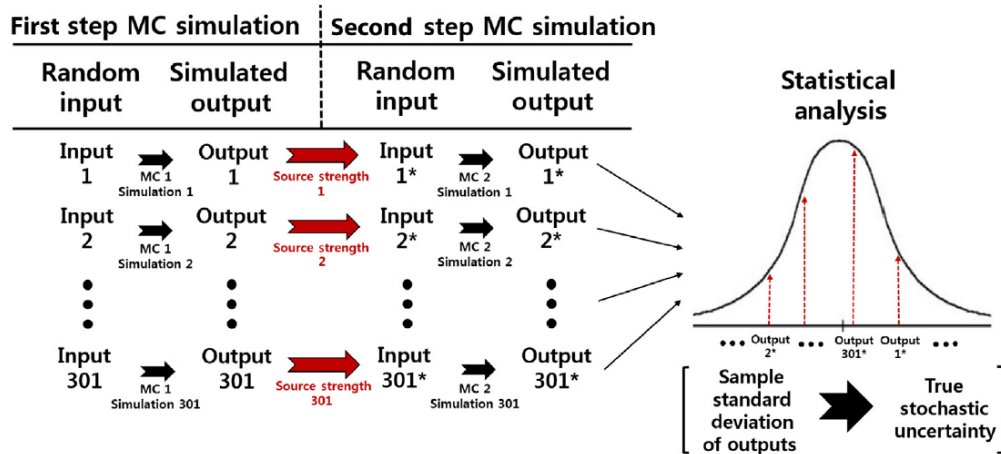 First step MC simulation
Second step MC simulation
Random input
Simulated output
Random input
Simulated output
Statistical analysis
Input 1
MC 1 Simulation 1
Output 1
Source strength 1
Input 1*
MC 2 Simulation 1
Output 1*
Input 2
MC 1 Simulation 2
Output 2
Source strength 2
Input 2*
MC 2 Simulation 2
Output 2*
Input 301
MC 1 Simulation 301
Output 301
Source strength 301
Input 301*
MC 2 Simulation 301
Output 301*
Output 2*
Output 301*
Output 1*
Sample standard deviation of outputs
True stochastic uncertainty